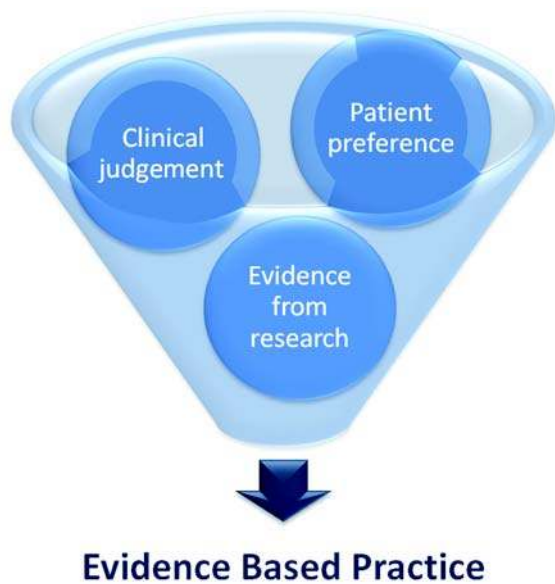 Clinical
judgement
Patient
preference
Evidence
from
research
Evidence Based Practice